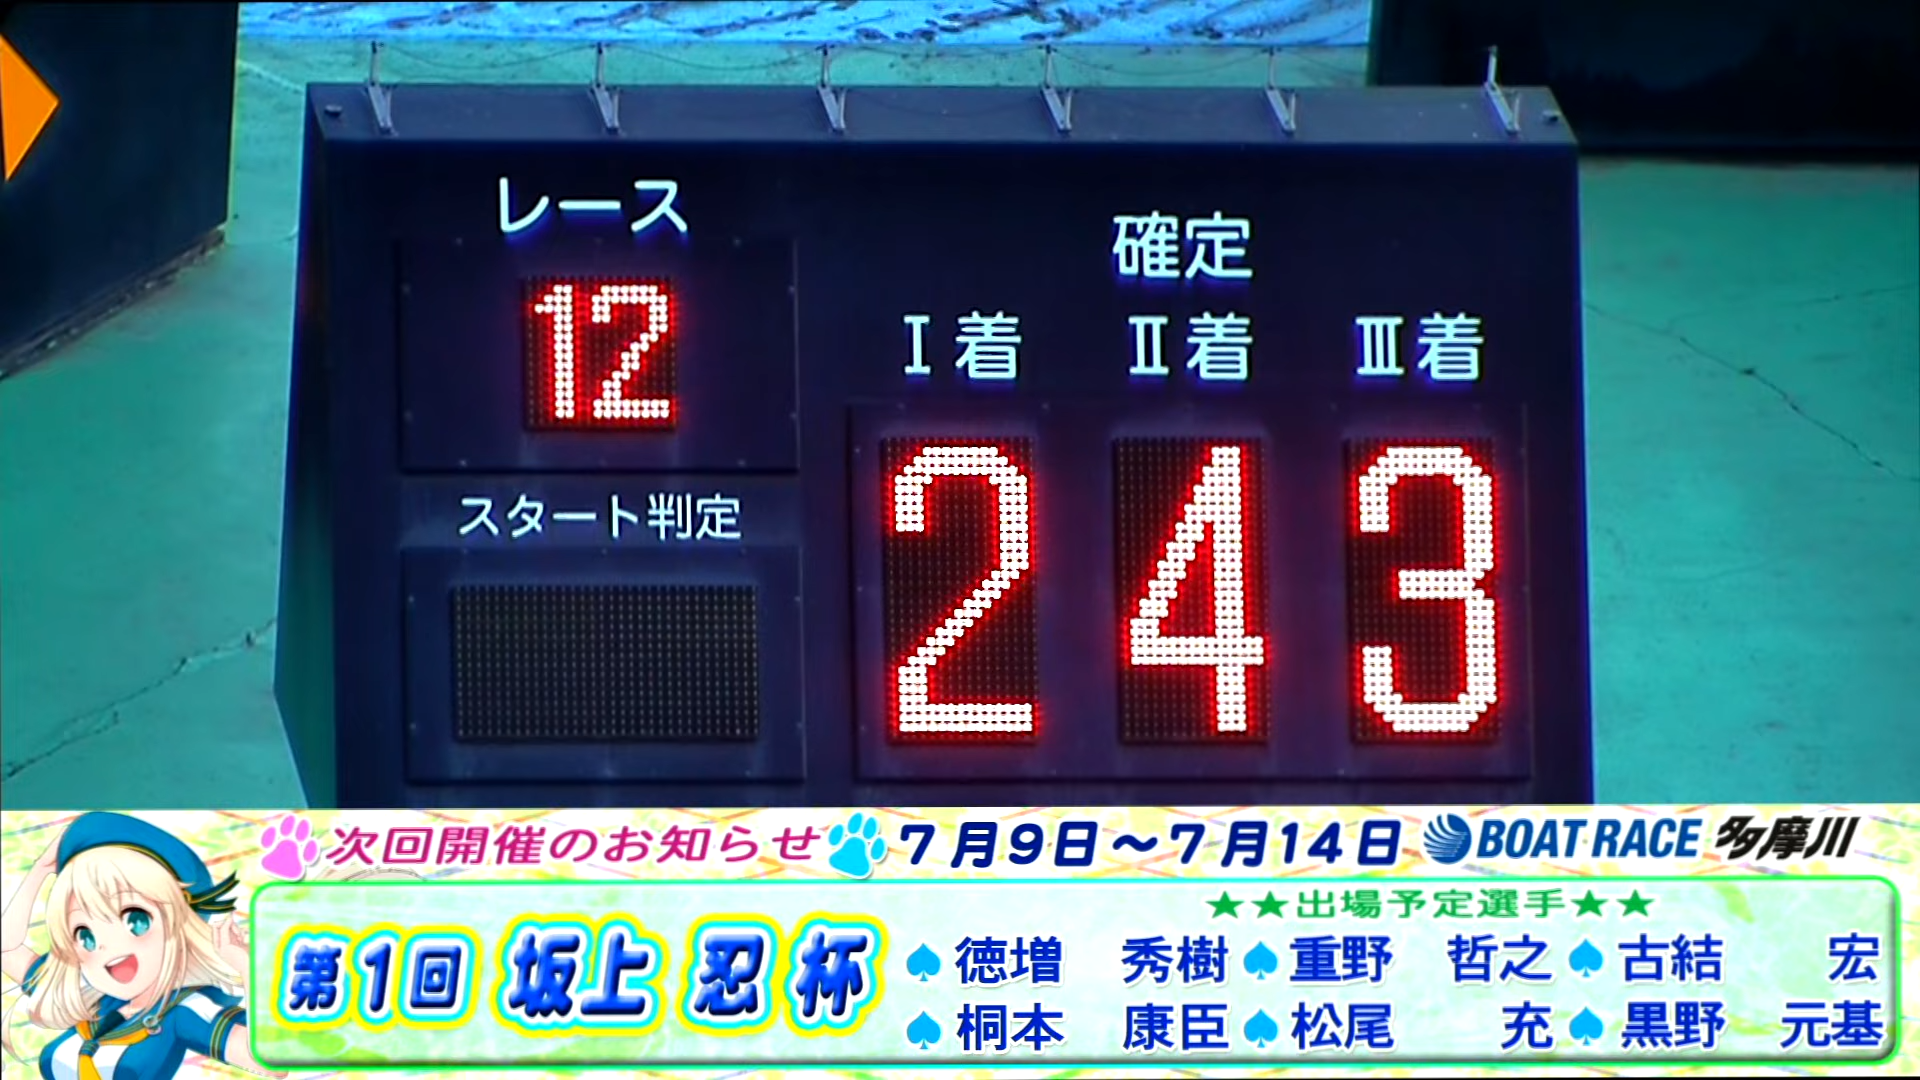 レース
12
スタート判定
確定
Ⅰ着 Ⅱ着 Ⅲ着
2 4 3
次回開催のお知らせ 7月9日～7月14日 BOAT RACE 多摩川
第1回 坂上 忍 杯
★★出場予定選手★★
♠徳増 秀樹♠重野 哲之♠古結 宏
♠桐本 康臣♠松尾 充♠黒野 元基